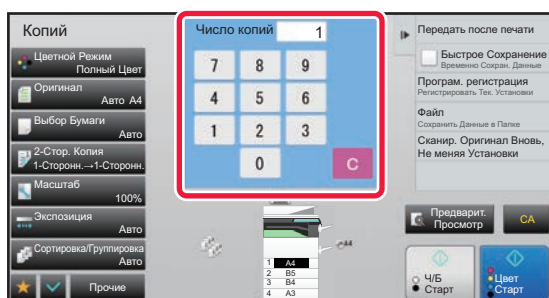 Копий
Цветной Режим
Полный Цвет
Оригинал
Авто A4
Выбор Бумаги
Авто
2-Стор. Копия
1-Сторонн.→1-Сторонн.
Масштаб
100%
Экспозиция
Авто
Сортировка/Группировка
Авто
Прочие
Число копий 1
7 8 9
4 5 6
1 2 3
0 C
A4
1 A4
2 B5
3 B4
4 A3
Передать после печати
Быстрое Сохранение
Временно Сохран. Данные
Програм. регистрация
Регистрировать Тек. Установки
Файл
Сохранить Данные в Папке
Сканир. Оригинал Вновь,
Не меняя Установки
Предварит.
Просмотр
CA
Ч/Б
Старт
Цвет
Старт